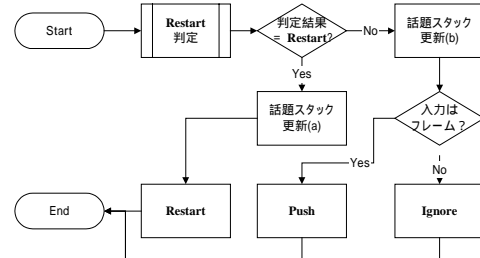 Start
Restart
判定
判定結果
= Restart?
No
話題スタック
更新(b)
Yes
話題スタック
更新(a)
入力は
フレーム？
Yes
No
End
Restart
Push
Ignore